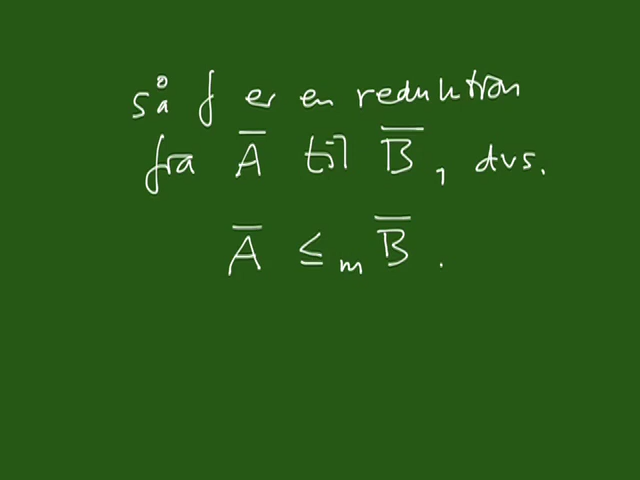 så f er en reduktion
fra A̅ til B̅, dvs.
A̅ ≤ₘ B̅.